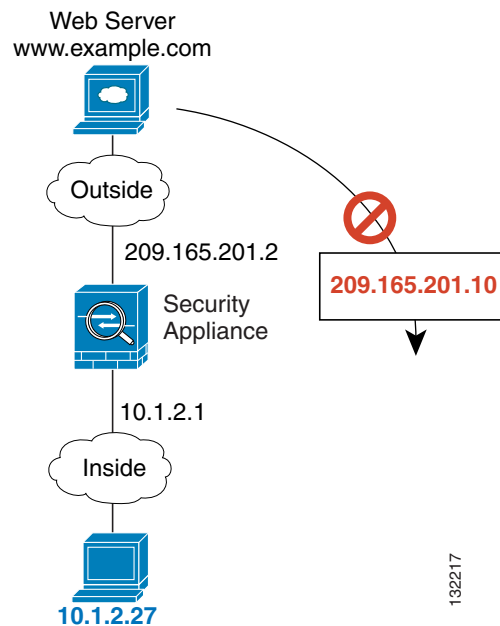 Web Server
www.example.com
Outside
209.165.201.2
209.165.201.10
Security
Appliance
10.1.2.1
Inside
10.1.2.27
132217